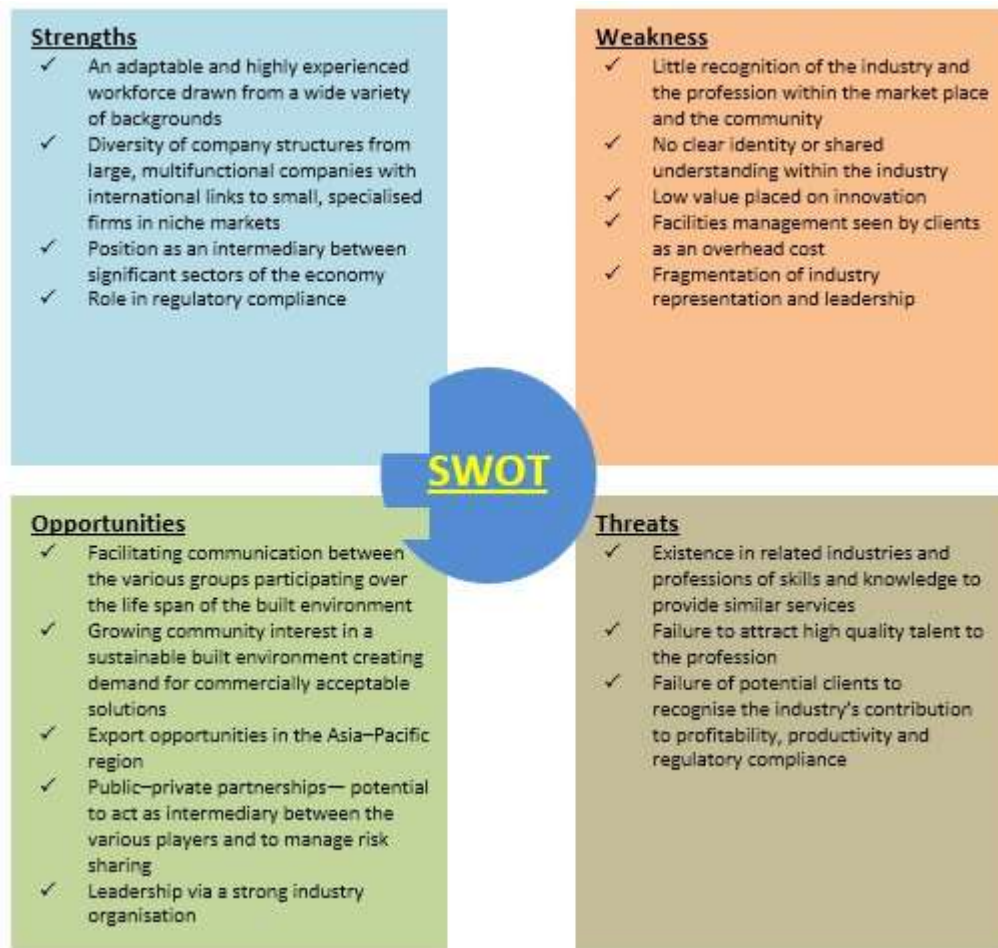 Strengths
✓ An adaptable and highly experienced
workforce drawn from a wide variety
of backgrounds
✓ Diversity of company structures from
large, multifunctional companies with
international links to small, specialised
firms in niche markets
✓ Position as an intermediary between
significant sectors of the economy
✓ Role in regulatory compliance
Weakness
✓ Little recognition of the industry and
the profession within the market place
and the community
✓ No clear identity or shared
understanding within the industry
✓ Low value placed on innovation
✓ Facilities management seen by clients
as an overhead cost
✓ Fragmentation of industry
representation and leadership
SWOT
Opportunities
✓ Facilitating communication between
the various groups participating over
the life span of the built environment
✓ Growing community interest in a
sustainable built environment creating
demand for commercially acceptable
solutions
✓ Export opportunities in the Asia–Pacific
region
✓ Public–private partnerships— potential
to act as intermediary between the
various players and to manage risk
sharing
✓ Leadership via a strong industry
organisation
Threats
✓ Existence in related industries and
professions of skills and knowledge to
provide similar services
✓ Failure to attract high quality talent to
the profession
✓ Failure of potential clients to
recognise the industry's contribution
to profitability, productivity and
regulatory compliance